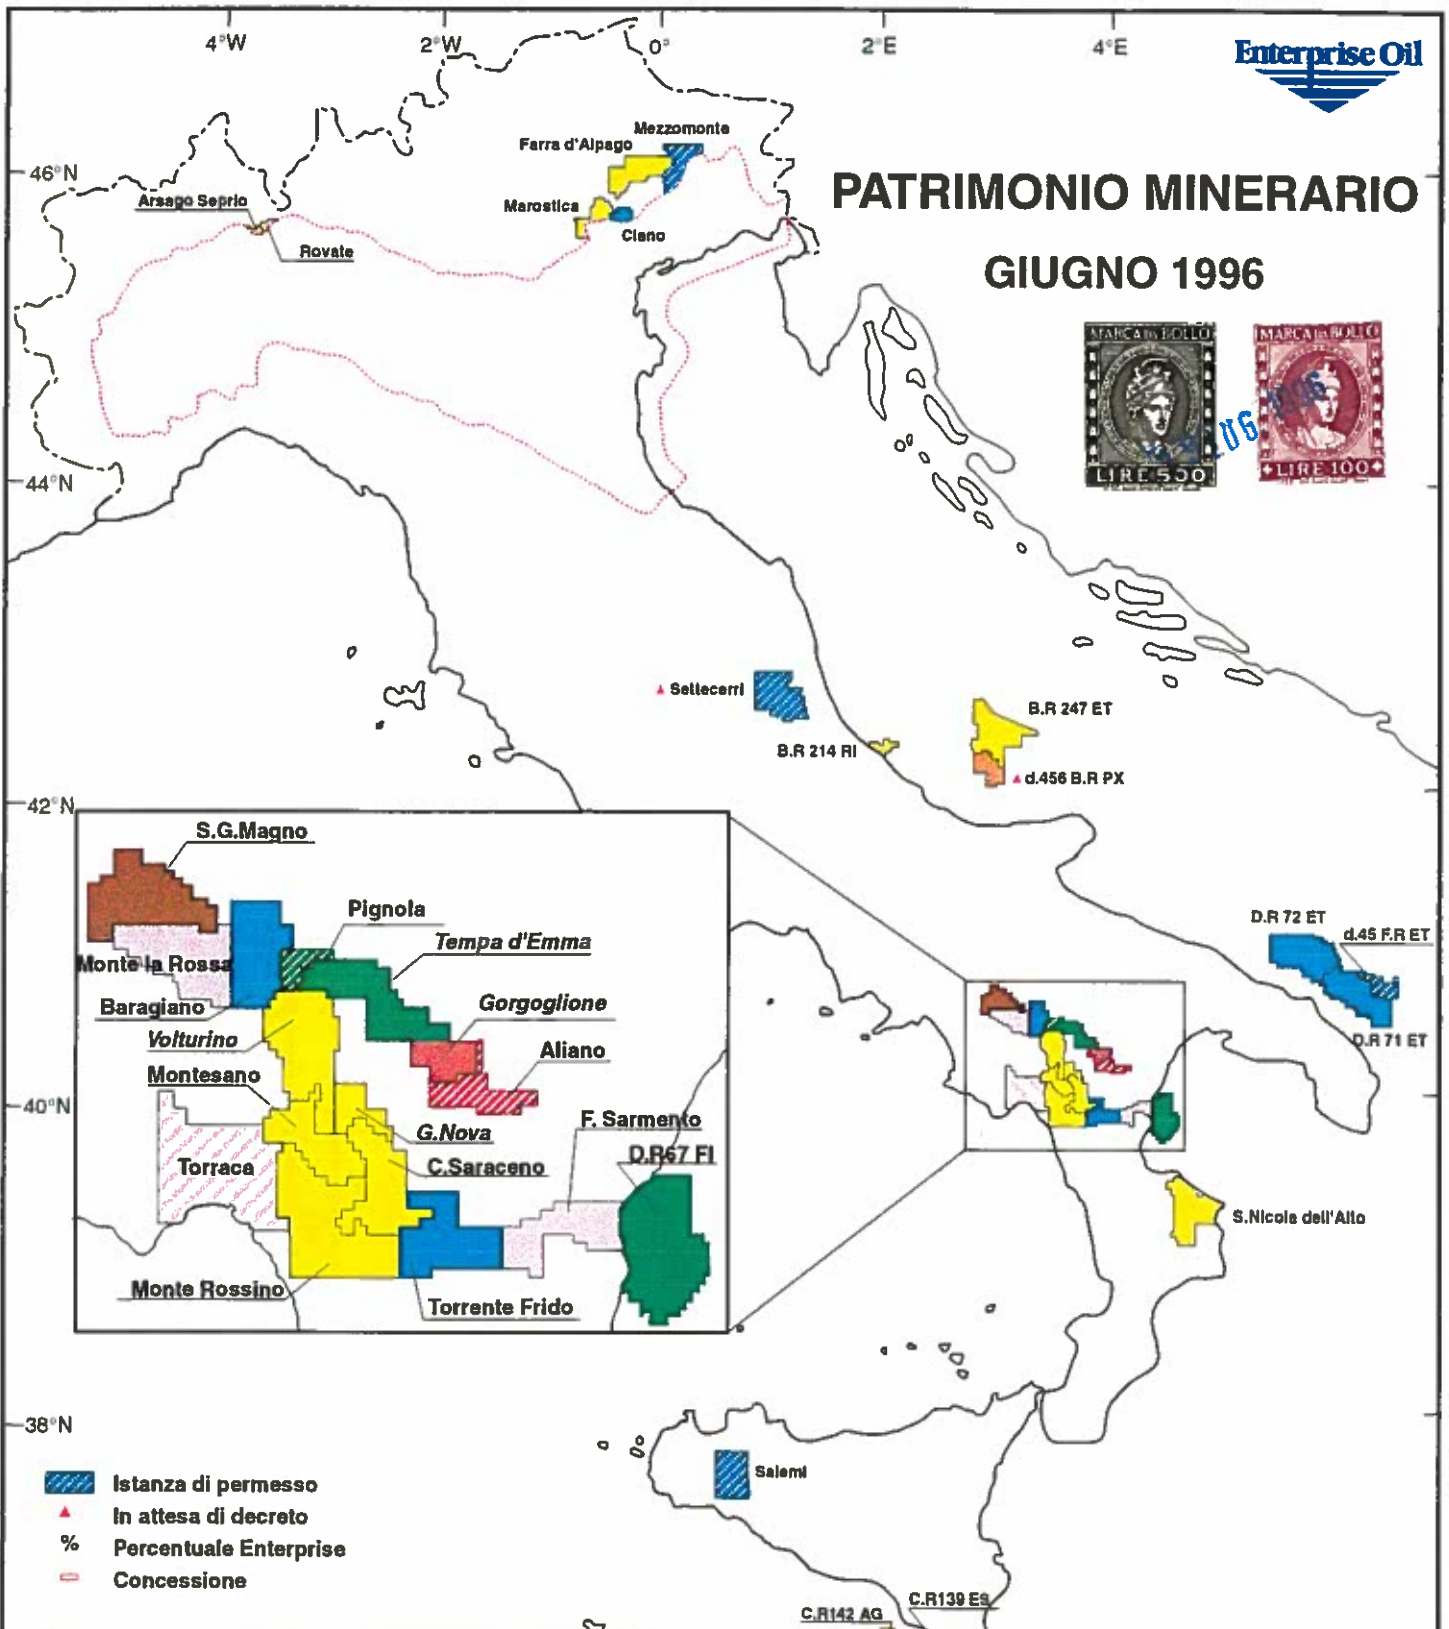 4°W 2°W 0° 2°E 4°E
Enterprise Oil
Mezzomonte
Farra d'Alpago
46°N
PATRIMONIO MINERARIO
Arsago Seprio
Marostica
Ciano
Rovate
GIUGNO 1996
MARCA DA BOLLO
MARCA DA BOLLO
UG 1996
LIRE 500
LIRE 100
44°N
Settecerri
B.R 247 ET
B.R 214 RI
d.456 B.R PX
42°N
S.G.Magno
Pignola
Tempa d'Emma
Monte la Rossa
Baragiano
Gorgoglione
Volturino
Aliano
Montesano
D.R 72 ET
d.45 F.R ET
D.R 71 ET
40°N
F. Sarmento
G.Nova
D.R67 FI
Torraca
C.Saraceno
S.Nicola dell'Alto
Monte Rossino
Torrente Frido
38°N
Salemi
Istanza di permesso
In attesa di decreto
% Percentuale Enterprise
Concessione
C.R139 ES
C.R142 AG